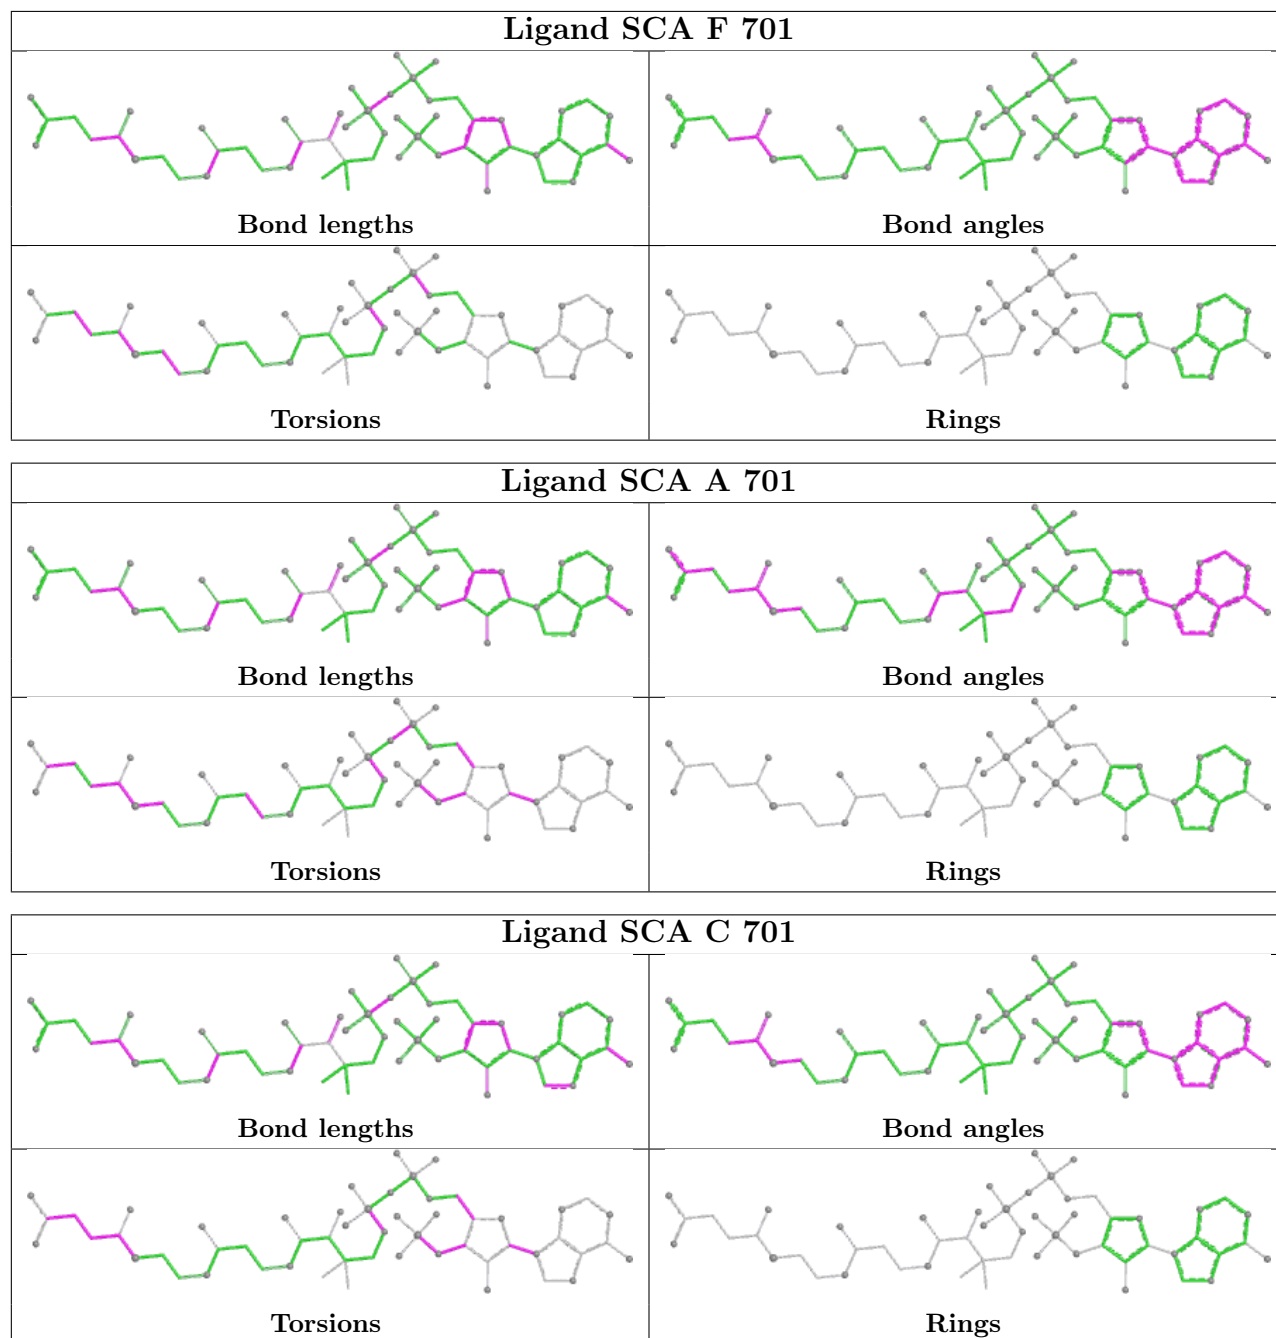 Ligand SCA F 701
Bond lengths
Bond angles
Torsions
Rings
Ligand SCA A 701
Bond lengths
Bond angles
Torsions
Rings
Ligand SCA C 701
Bond lengths
Bond angles
Torsions
Rings